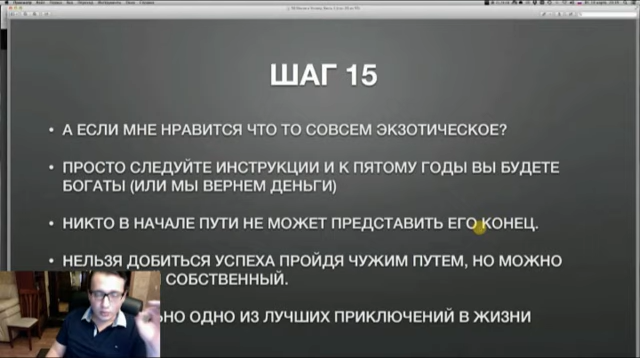 ШАГ 15
• А ЕСЛИ МНЕ НРАВИТСЯ ЧТО ТО СОВСЕМ ЭКЗОТИЧЕСКОЕ?
• ПРОСТО СЛЕДУЙТЕ ИНСТРУКЦИИ И К ПЯТОМУ ГОДЫ ВЫ БУДЕТЕ
БОГАТЫ (ИЛИ МЫ ВЕРНЕМ ДЕНЬГИ)
• НИКТО В НАЧАЛЕ ПУТИ НЕ МОЖЕТ ПРЕДСТАВИТЬ ЕГО КОНЕЦ.
• НЕЛЬЗЯ ДОБИТЬСЯ УСПЕХА ПРОЙДЯ ЧУЖИМ ПУТЕМ, НО МОЖНО
СОБСТВЕННЫЙ.
ОДНО ИЗ ЛУЧШИХ ПРИКЛЮЧЕНИЙ В ЖИЗНИ